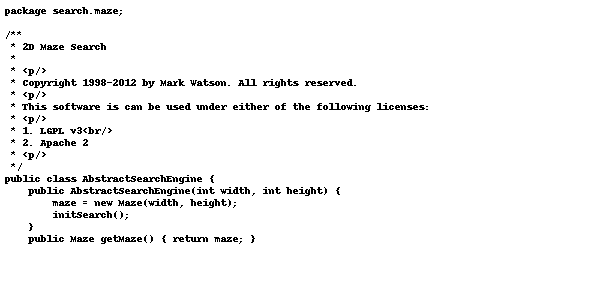 package search.maze;

/**
 * 2D Maze Search
 *
 * <p/>
 * Copyright 1998-2012 by Mark Watson. All rights reserved.
 * <p/>
 * This software is can be used under either of the following licenses:
 * <p/>
 * 1. LGPL v3<br/>
 * 2. Apache 2
 * <p/>
 */
public class AbstractSearchEngine {
    public AbstractSearchEngine(int width, int height) {
        maze = new Maze(width, height);
        initSearch();
    }
    public Maze getMaze() { return maze; }